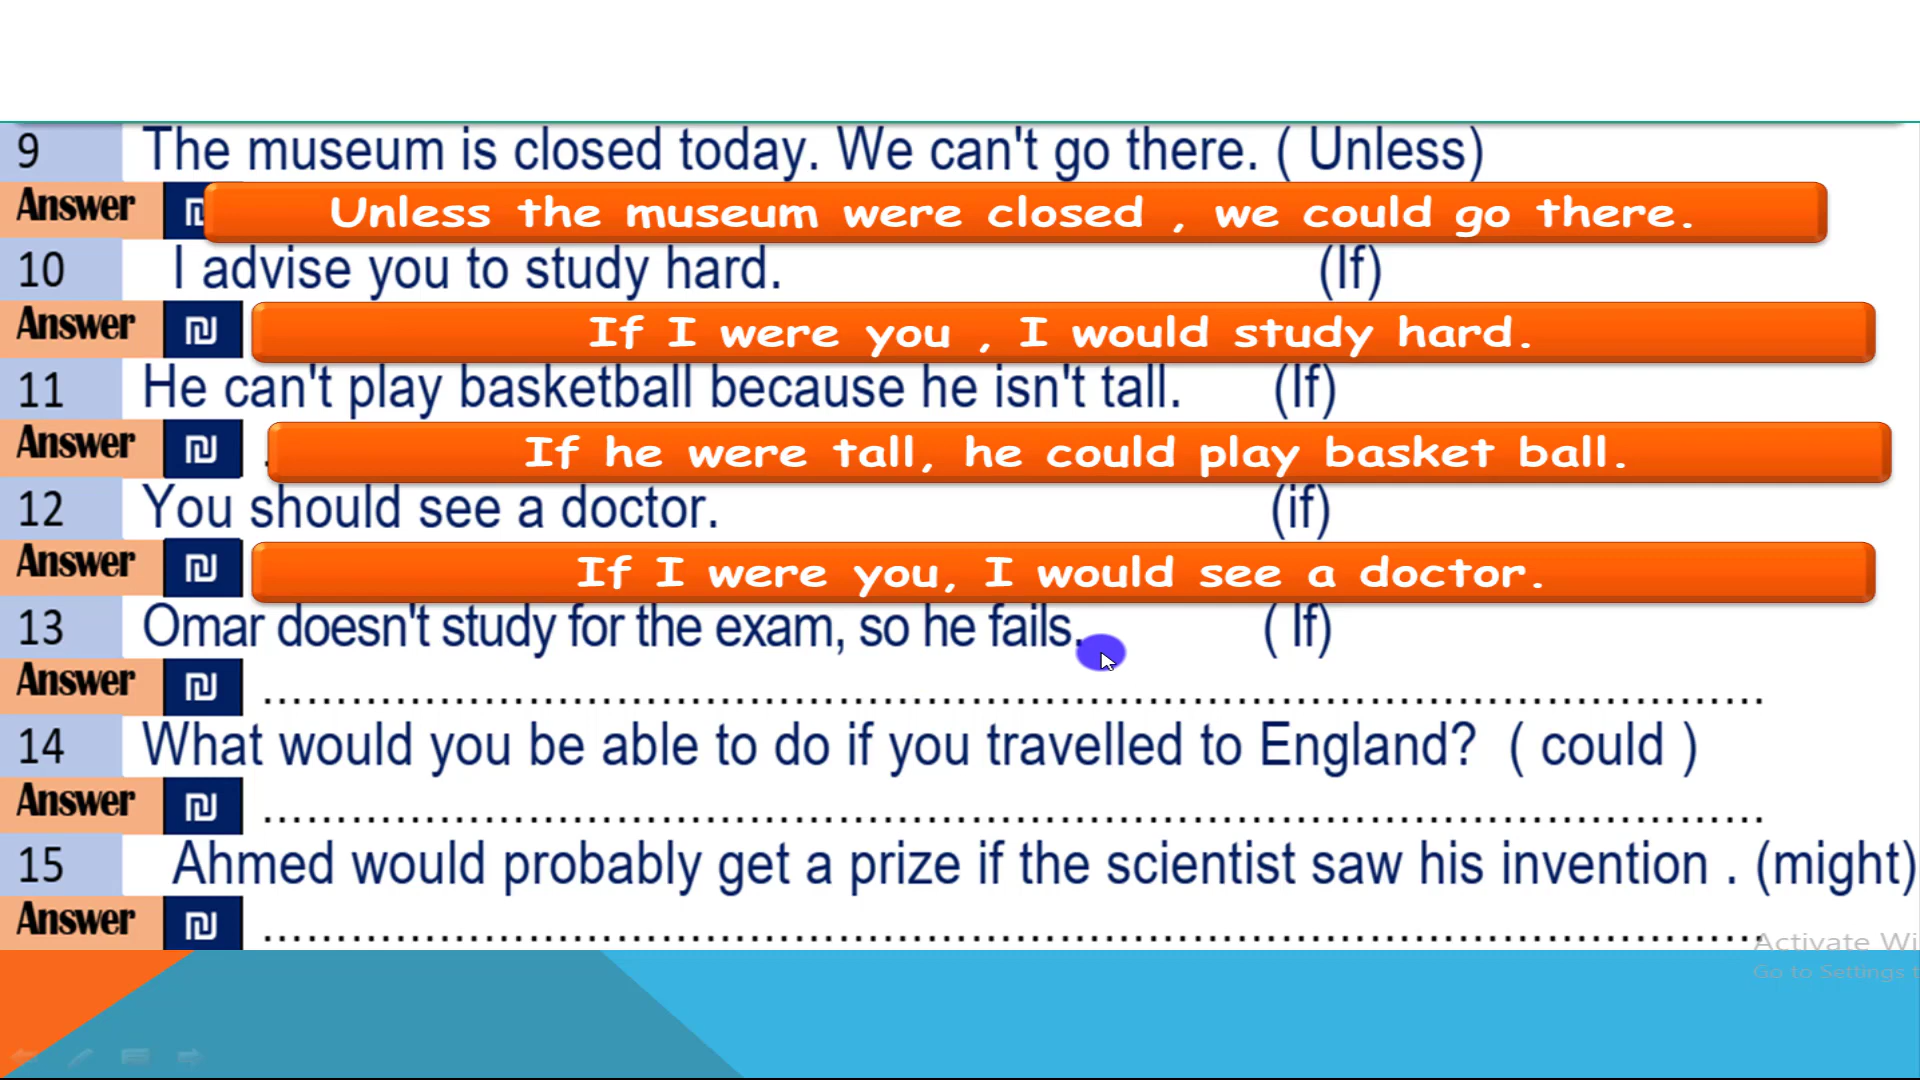 9 The museum is closed today. We can't go there. ( Unless)
Answer Unless the museum were closed , we could go there.
10 I advise you to study hard. (If)
Answer If I were you , I would study hard.
11 He can't play basketball because he isn't tall. (If)
Answer If he were tall, he could play basket ball.
12 You should see a doctor. (if)
Answer If I were you, I would see a doctor.
13 Omar doesn't study for the exam, so he fails. ( If)
Answer ................................................................
14 What would you be able to do if you travelled to England? ( could )
Answer ................................................................
15 Ahmed would probably get a prize if the scientist saw his invention . (might)
Answer ................................................................
Activate Wi
Go to Settings t